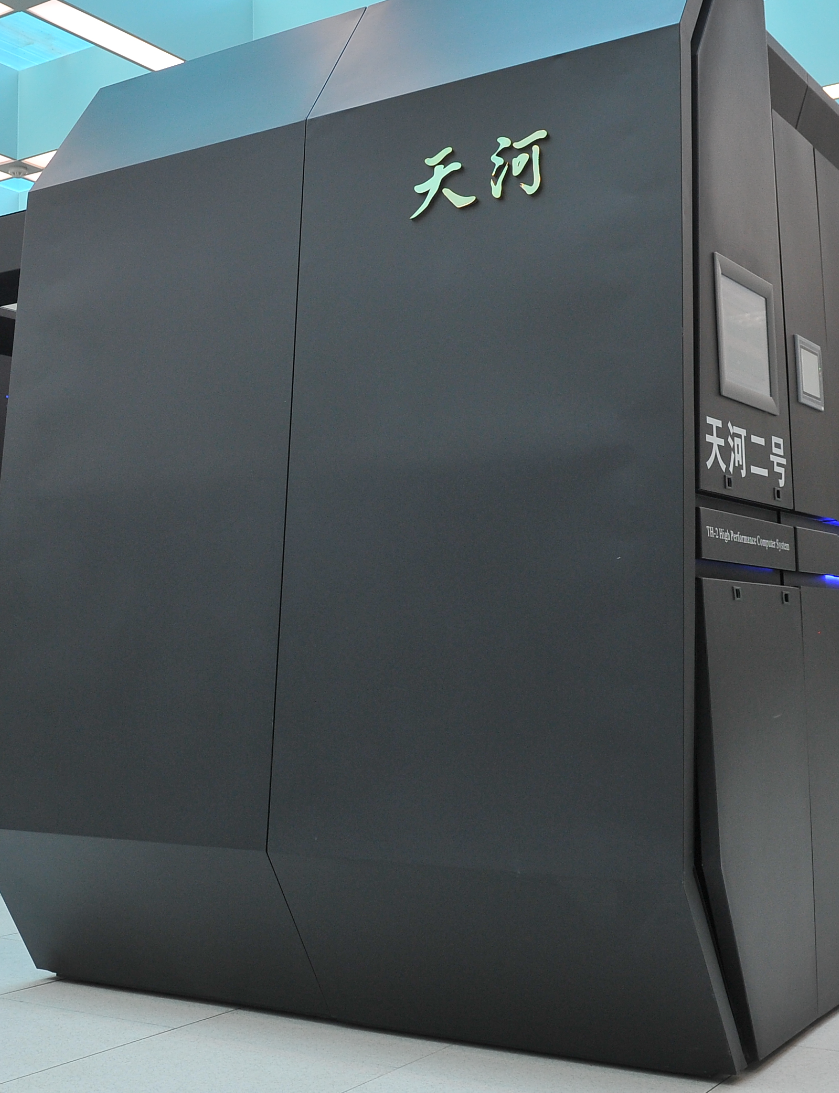 天河
天河二号
TH-2 High Performance Computer System